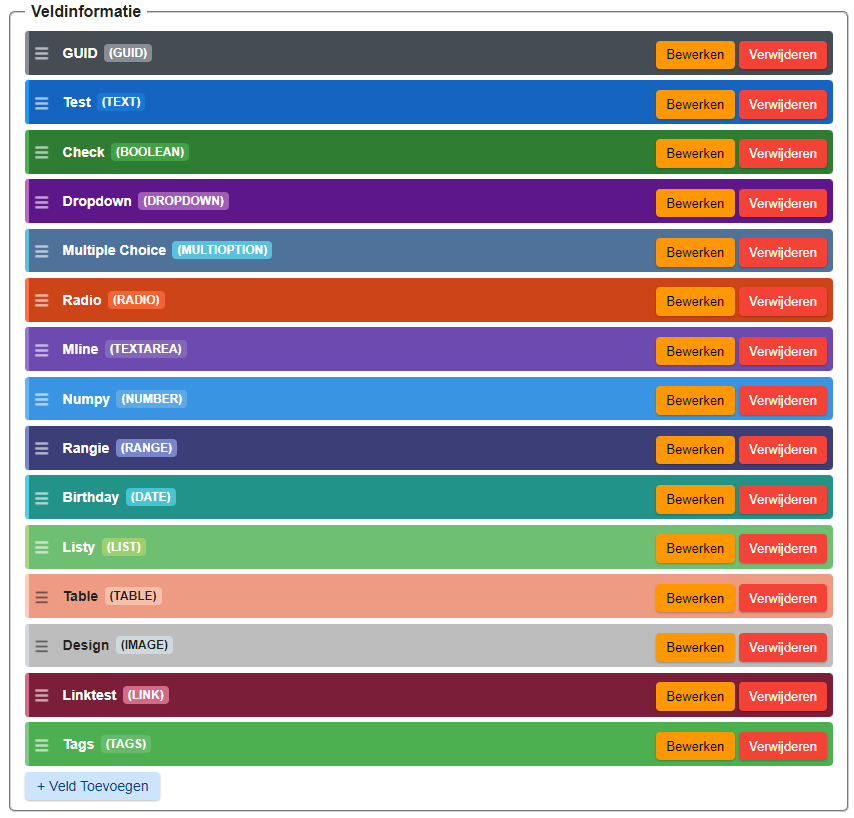 Veldinformatie
GUID (GUID) Bewerken Verwijderen
Test (TEXT) Bewerken Verwijderen
Check (BOOLEAN) Bewerken Verwijderen
Dropdown (DROPDOWN) Bewerken Verwijderen
Multiple Choice (MULTIOPTION) Bewerken Verwijderen
Radio (RADIO) Bewerken Verwijderen
Mline (TEXTAREA) Bewerken Verwijderen
Numpy (NUMBER) Bewerken Verwijderen
Rangie (RANGE) Bewerken Verwijderen
Birthday (DATE) Bewerken Verwijderen
Listy (LIST) Bewerken Verwijderen
Table (TABLE) Bewerken Verwijderen
Design (IMAGE) Bewerken Verwijderen
Linktest (LINK) Bewerken Verwijderen
Tags (TAGS) Bewerken Verwijderen
+ Veld Toevoegen